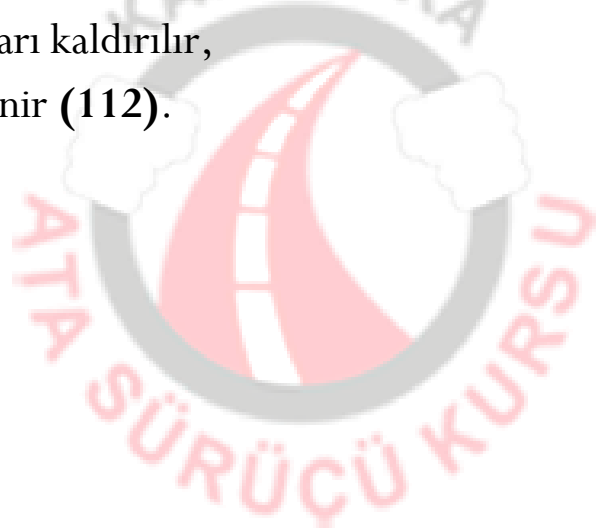 arı kaldırılır,
nir (112).
ATA SÜRÜCÜ KURSU